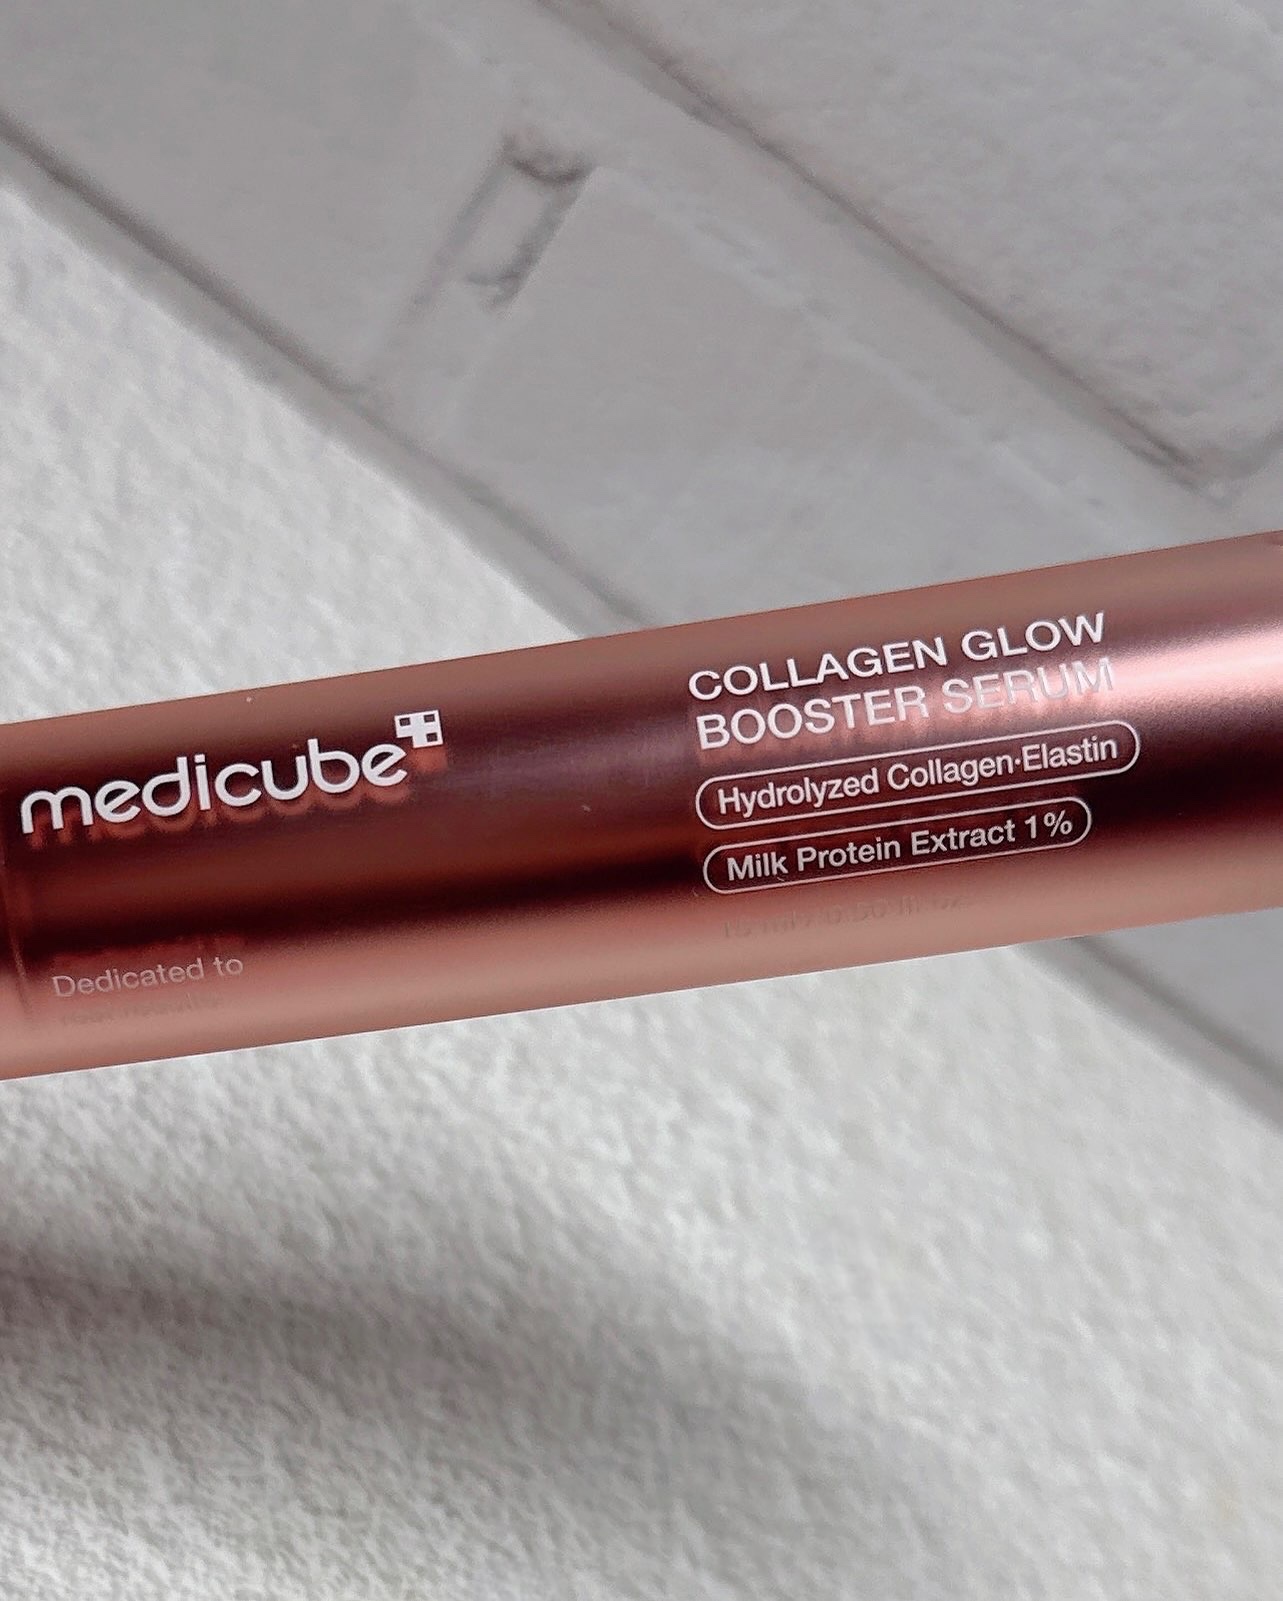 medicube
COLLAGEN GLOW
BOOSTER SERUM
Hydrolyzed Collagen·Elastin
Milk Protein Extract 1%
Dedicated to